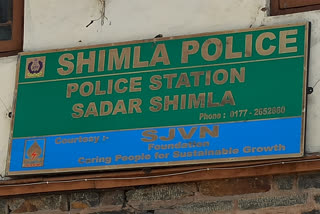 SHIMLA POLICE
POLICE STATION
SADAR SHIMLA
Phone : 0177 - 2652860
Courtesy :- SJVN
Foundation
Caring People for Sustainable Growth